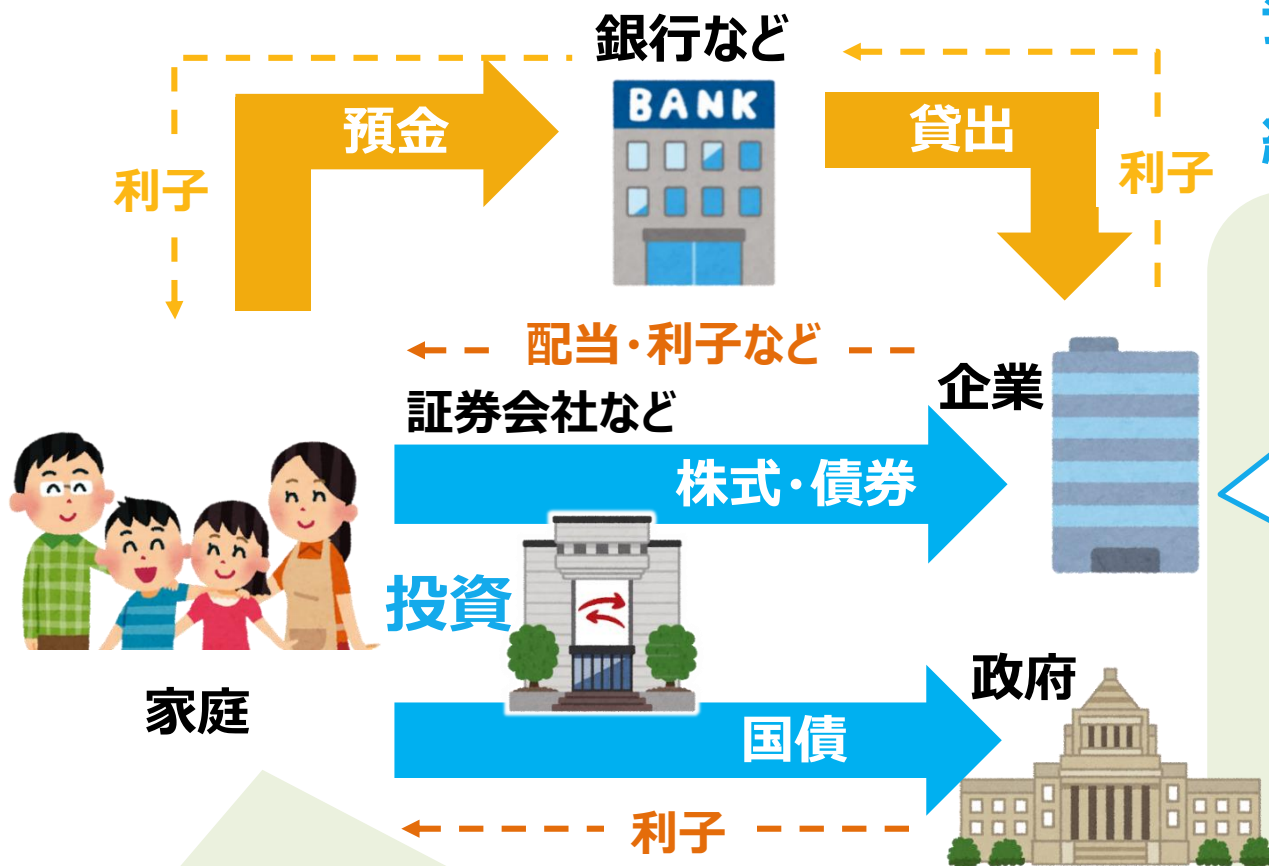 銀行など
BANK
預金
貸出
利子
利子
配当・利子など
企業
証券会社など
株式・債券
投資
政府
家庭
国債
利子